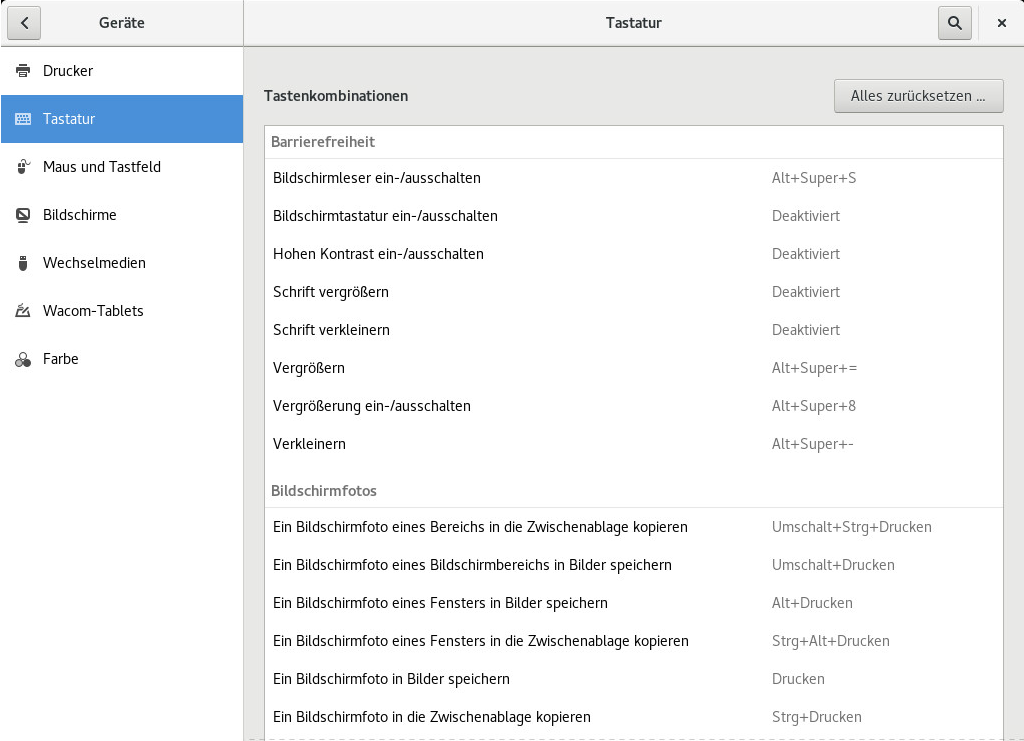 Geräte
Tastatur
Drucker
Tastatur
Maus und Tastfeld
Bildschirme
Wechselmedien
Wacom-Tablets
Farbe
Tastenkombinationen
Alles zurücksetzen …
Barrierefreiheit
Bildschirmleser ein-/ausschalten Alt+Super+S
Bildschirmtastatur ein-/ausschalten Deaktiviert
Hohen Kontrast ein-/ausschalten Deaktiviert
Schrift vergrößern Deaktiviert
Schrift verkleinern Deaktiviert
Vergrößern Alt+Super+=
Vergrößerung ein-/ausschalten Alt+Super+8
Verkleinern Alt+Super+-
Bildschirmfotos
Ein Bildschirmfoto eines Bereichs in die Zwischenablage kopieren Umschalt+Strg+Drucken
Ein Bildschirmfoto eines Bildschirmbereichs in Bilder speichern Umschalt+Drucken
Ein Bildschirmfoto eines Fensters in Bilder speichern Alt+Drucken
Ein Bildschirmfoto eines Fensters in die Zwischenablage kopieren Strg+Alt+Drucken
Ein Bildschirmfoto in Bilder speichern Drucken
Ein Bildschirmfoto in die Zwischenablage kopieren Strg+Drucken